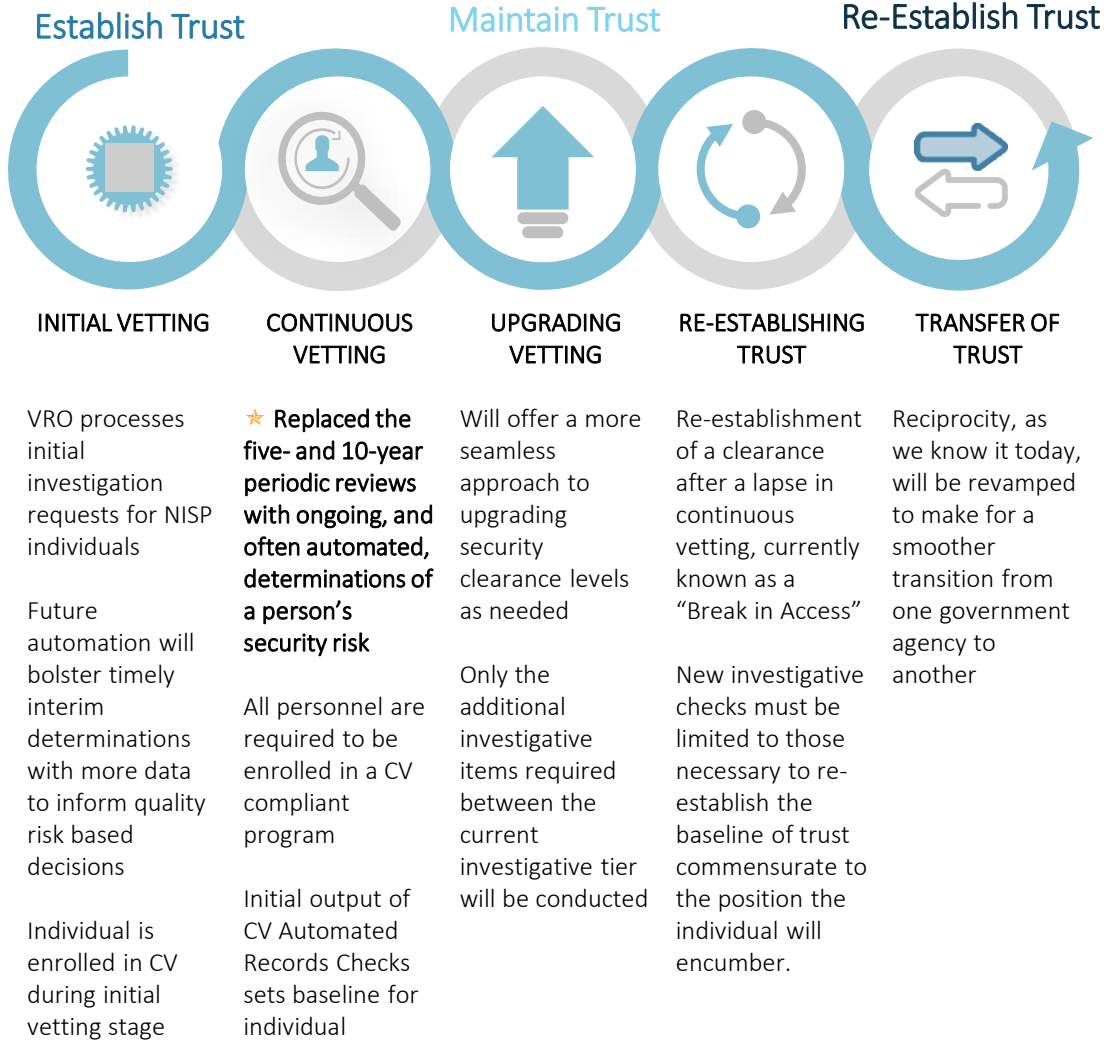 Establish Trust
Maintain Trust
Re-Establish Trust
INITIAL VETTING
VRO processes
initial
investigation
requests for NISP
individuals
Future
automation will
bolster timely
interim
determinations
with more data
to inform quality
risk based
decisions
Individual is
enrolled in CV
during initial
vetting stage
CONTINUOUS
VETTING
Replaced the
five- and 10-year
periodic reviews
with ongoing, and
often automated,
determinations of
a person’s
security risk
All personnel are
required to be
enrolled in a CV
compliant
program
Initial output of
CV Automated
Records Checks
sets baseline for
individual
UPGRADING
VETTING
Will offer a more
seamless
approach to
upgrading
security
clearance levels
as needed
Only the
additional
investigative
items required
between the
current
investigative tier
will be conducted
RE-ESTABLISHING
TRUST
Re-establishment
of a clearance
after a lapse in
continuous
vetting, currently
known as a
“Break in Access”
New investigative
checks must be
limited to those
necessary to re-
establish the
baseline of trust
commensurate to
the position the
individual will
encumber.
TRANSFER OF
TRUST
Reciprocity, as
we know it today,
will be revamped
to make for a
smoother
transition from
one government
agency to
another